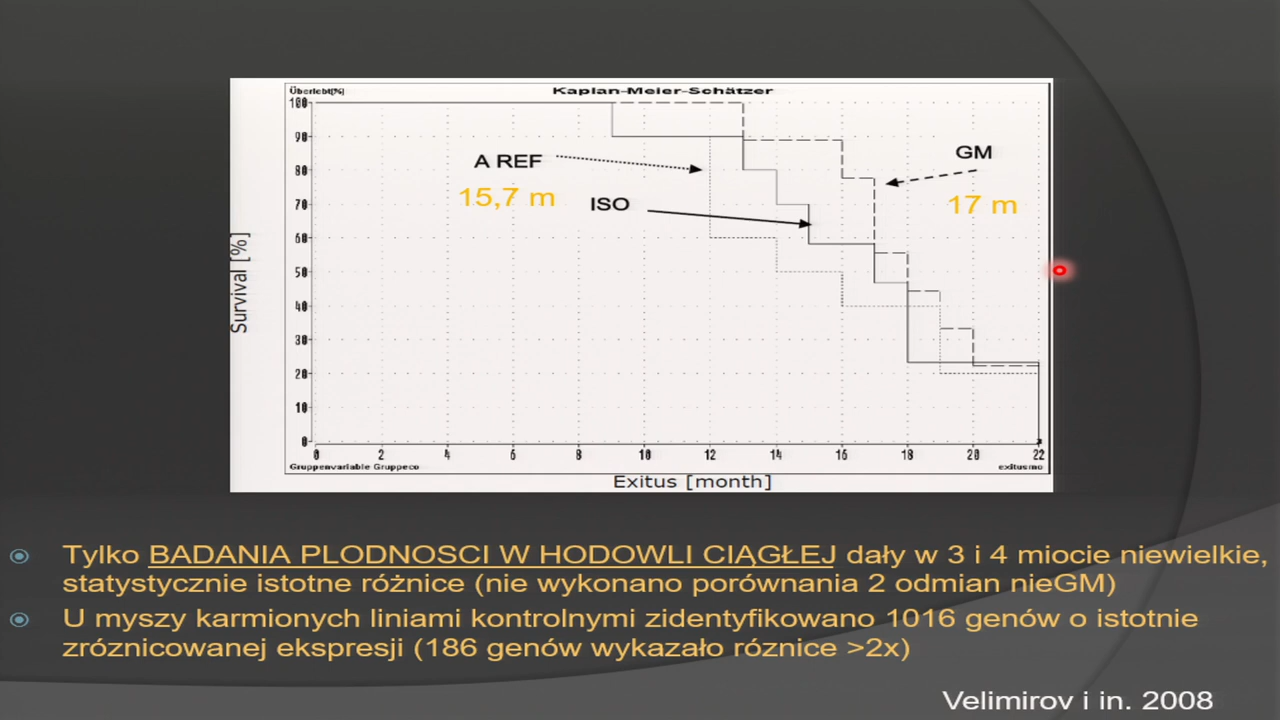 Überlebt[%]
Kaplan-Meier-Schätzer
100
90
80
70
60
50
40
30
20
10
0
A REF
15,7 m
ISO
GM
17 m
Survival [%]
0 2 4 6 8 10 12 14 16 18 20 22
Gruppenvariable Gruppeco
exitusmo
Exitus [month]
Tylko BADANIA PLODNOSCI W HODOWLI CIĄGŁEJ dały w 3 i 4 miocie niewielkie,
statystycznie istotne różnice (nie wykonano porównania 2 odmian nieGM)
U myszy karmionych liniami kontrolnymi zidentyfikowano 1016 genów o istotnie
zróznicowanej ekspresji (186 genów wykazało róznice >2x)
Velimirov i in. 2008